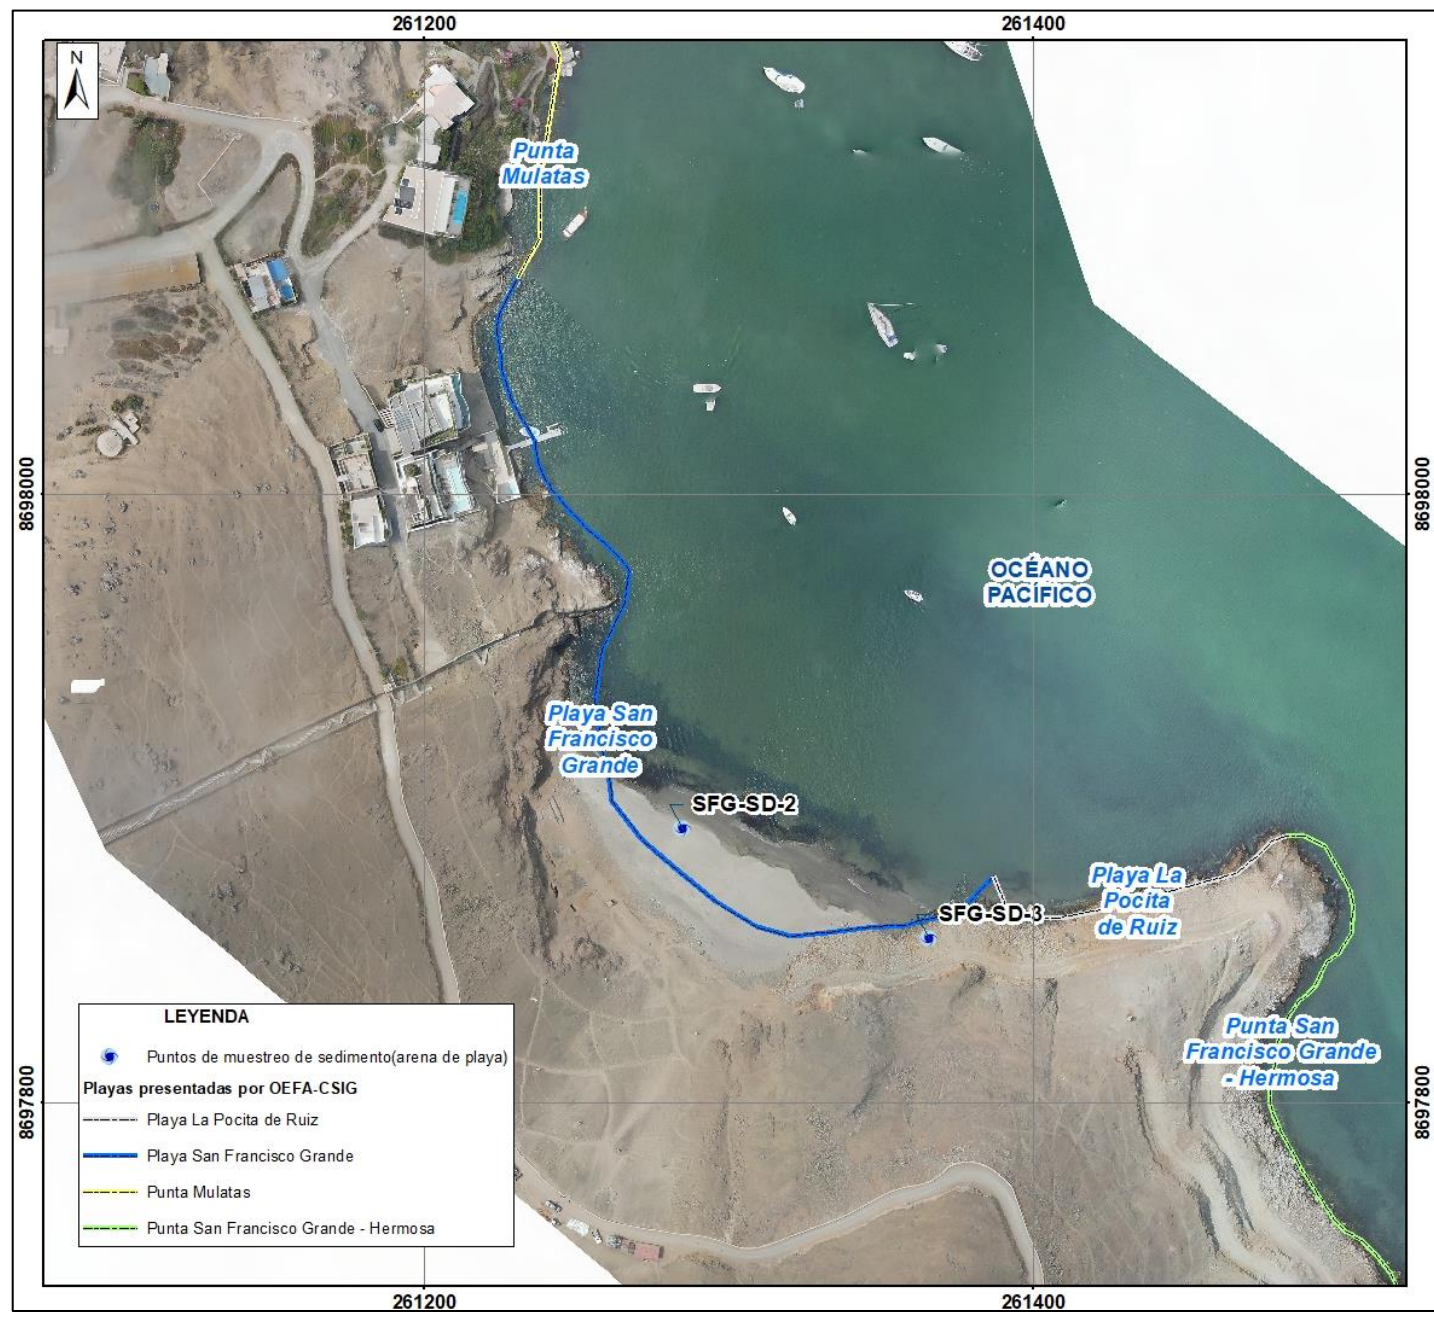 261200
261400
N
Punta
Mulatas
8698000
8698000
OCÉANO
PACÍFICO
Playa San
Francisco
Grande
SFG-SD-2
Playa La
Pocita
de Ruiz
SFG-SD-3
Punta San
Francisco Grande
- Hermosa
LEYENDA
Puntos de muestreo de sedimento(arena de playa)
Playas presentadas por OEFA-CSIG
Playa La Pocita de Ruiz
Playa San Francisco Grande
Punta Mulatas
Punta San Francisco Grande - Hermosa
8697800
8697800
261200
261400